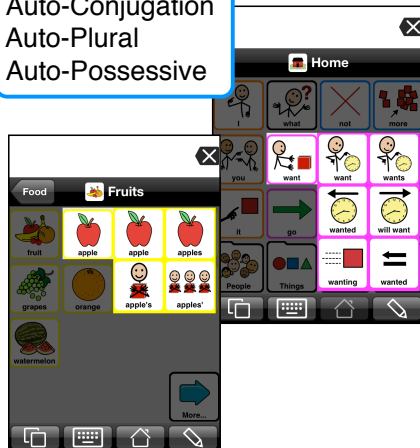 Auto-Conjugation
Auto-Plural
Auto-Possessive
Home
I
what
not
more
you
want
want
wants
it
go
wanted
will want
People
Things
wanting
wanted
Food
Fruits
fruit
apple
apple
apples
grapes
orange
apple's
apples'
watermelon
More...